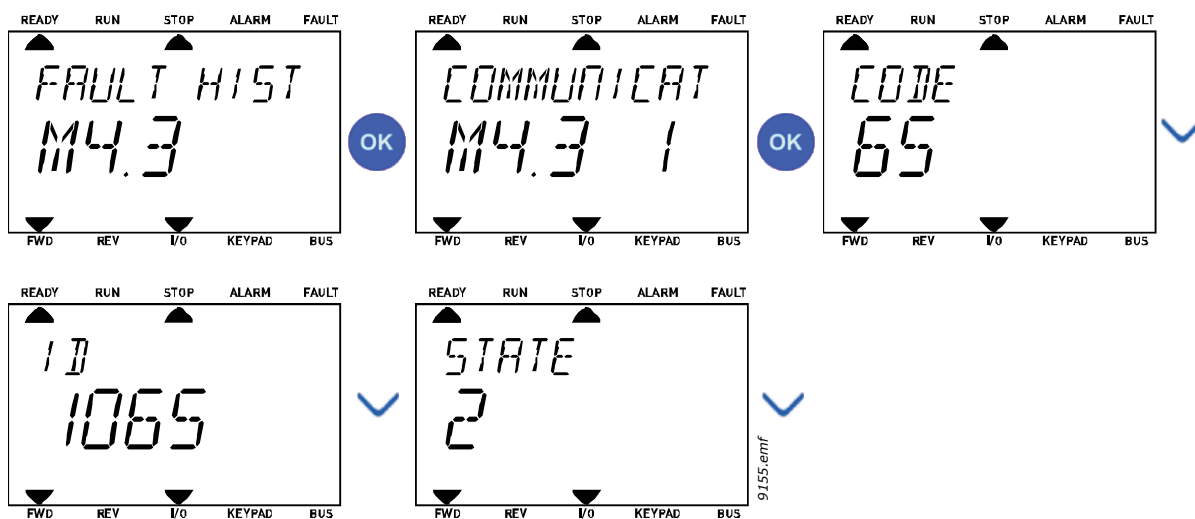 READY RUN STOP ALARM FAULT
FAULT HIST
M4.3
FWD REV I/O KEYPAD BUS
OK
READY RUN STOP ALARM FAULT
COMMUNICAT
M4.3 1
FWD REV I/O KEYPAD BUS
OK
READY RUN STOP ALARM FAULT
CODE
65
FWD REV I/O KEYPAD BUS
READY RUN STOP ALARM FAULT
ID
1065
FWD REV I/O KEYPAD BUS
READY RUN STOP ALARM FAULT
STATE
2
FWD REV I/O KEYPAD BUS
9155.emf